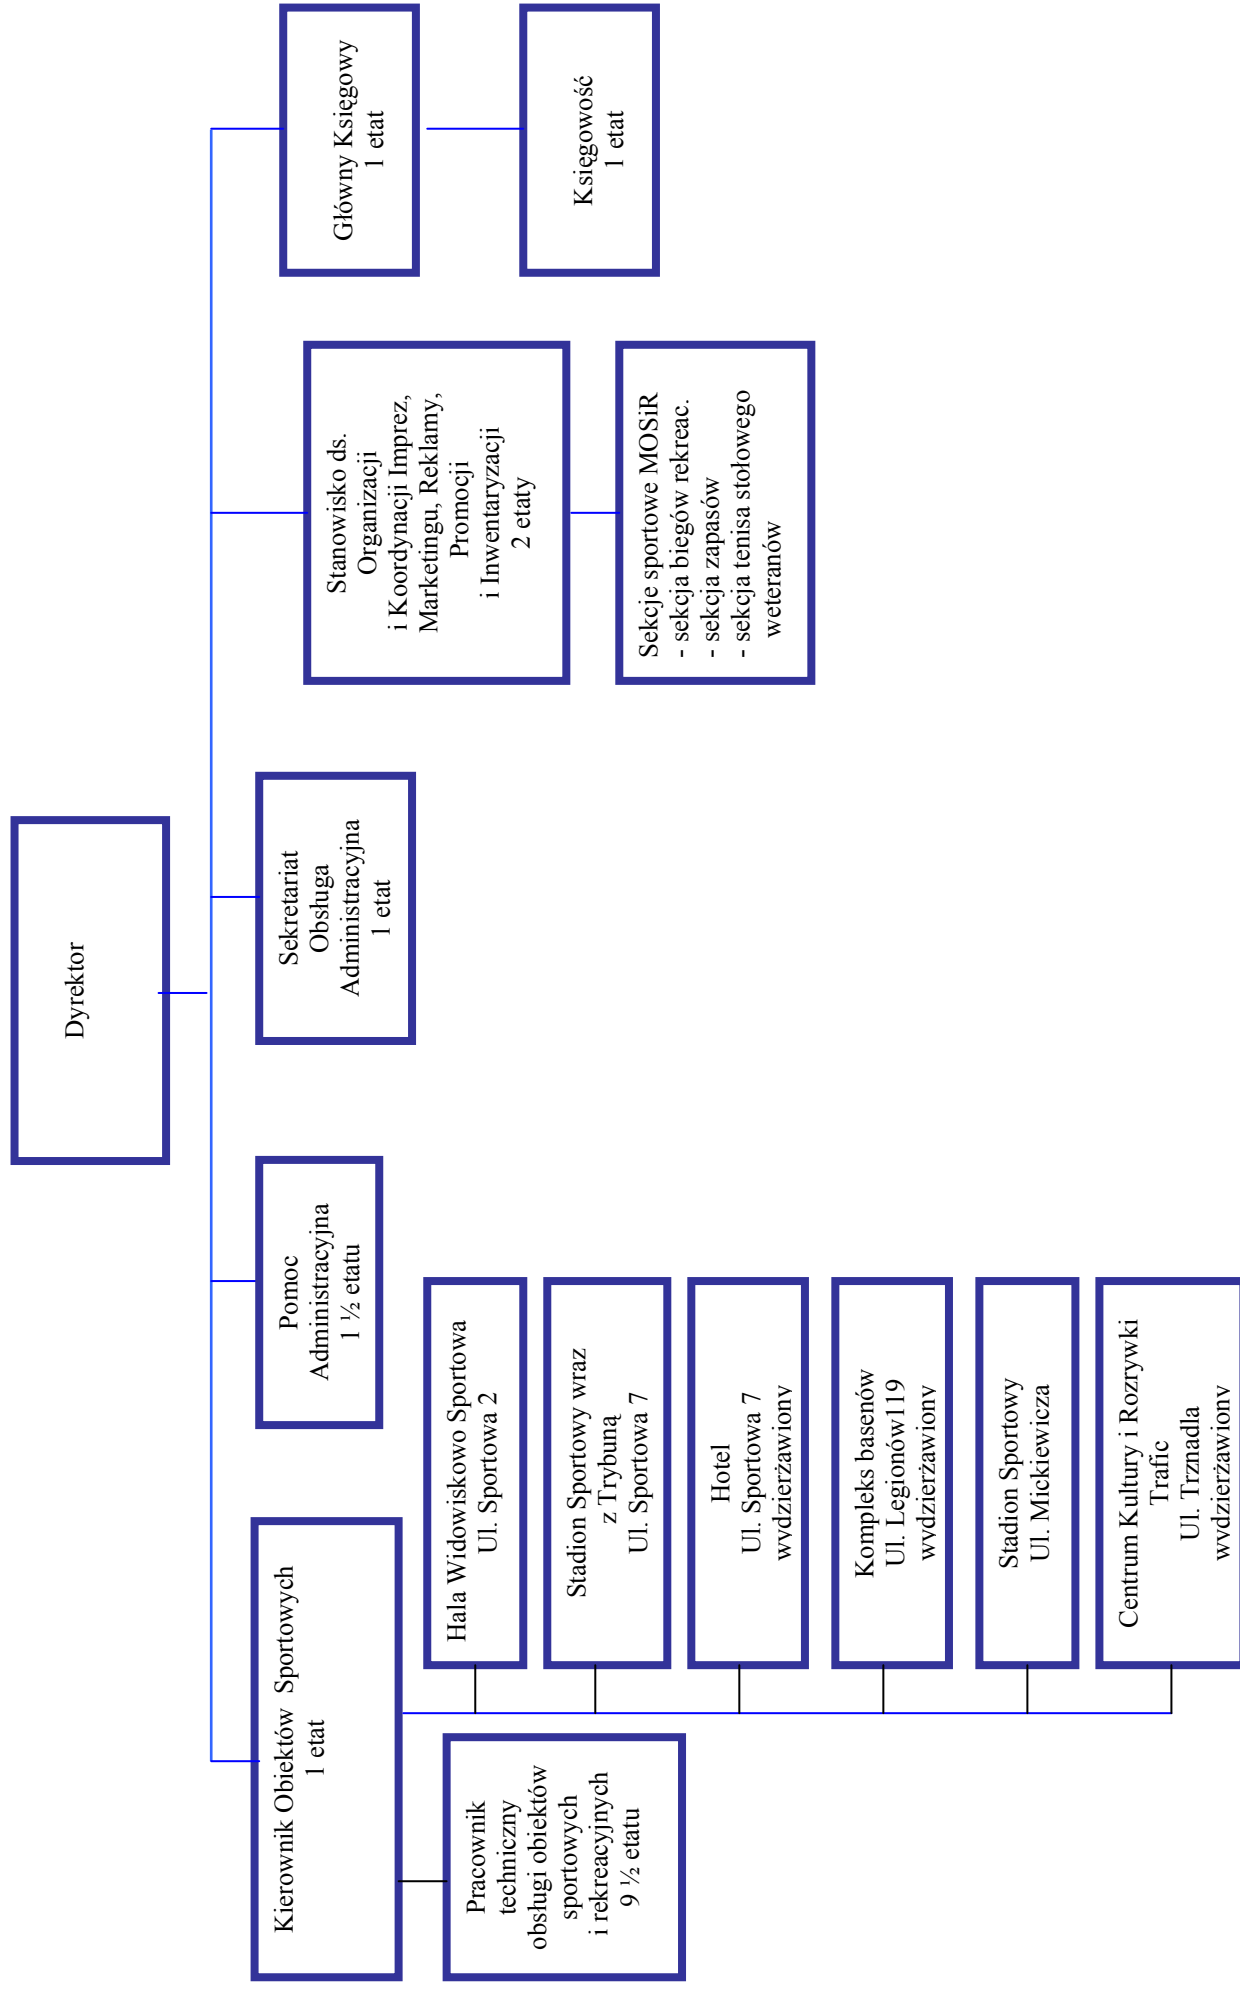 Dyrektor
Kierownik Obiektów  Sportowych
1 etat
Pomoc
Administracyjna
1 ½ etatu
Sekretariat
Obsługa
Administracyjna
1 etat
Stanowisko ds.
Organizacji
i Koordynacji Imprez,
Marketingu, Reklamy,
Promocji
i Inwentaryzacji
2 etaty
Główny Księgowy
1 etat
Pracownik
techniczny
obsługi obiektów
sportowych
i rekreacyjnych
9 ½ etatu
Hala Widowiskowo Sportowa
Ul. Sportowa 2
Stadion Sportowy wraz
z Trybuną
Ul. Sportowa 7
Hotel
Ul. Sportowa 7
wydzierżawiony
Kompleks basenów
Ul. Legionów119
wydzierżawiony
Stadion Sportowy
Ul. Mickiewicza
Centrum Kultury i Rozrywki
Trafic
Ul. Trznadla
wydzierżawiony
Sekcje sportowe MOSiR
- sekcja biegów rekreac.
- sekcja zapasów
- sekcja tenisa stołowego
weteranów
Księgowość
1 etat